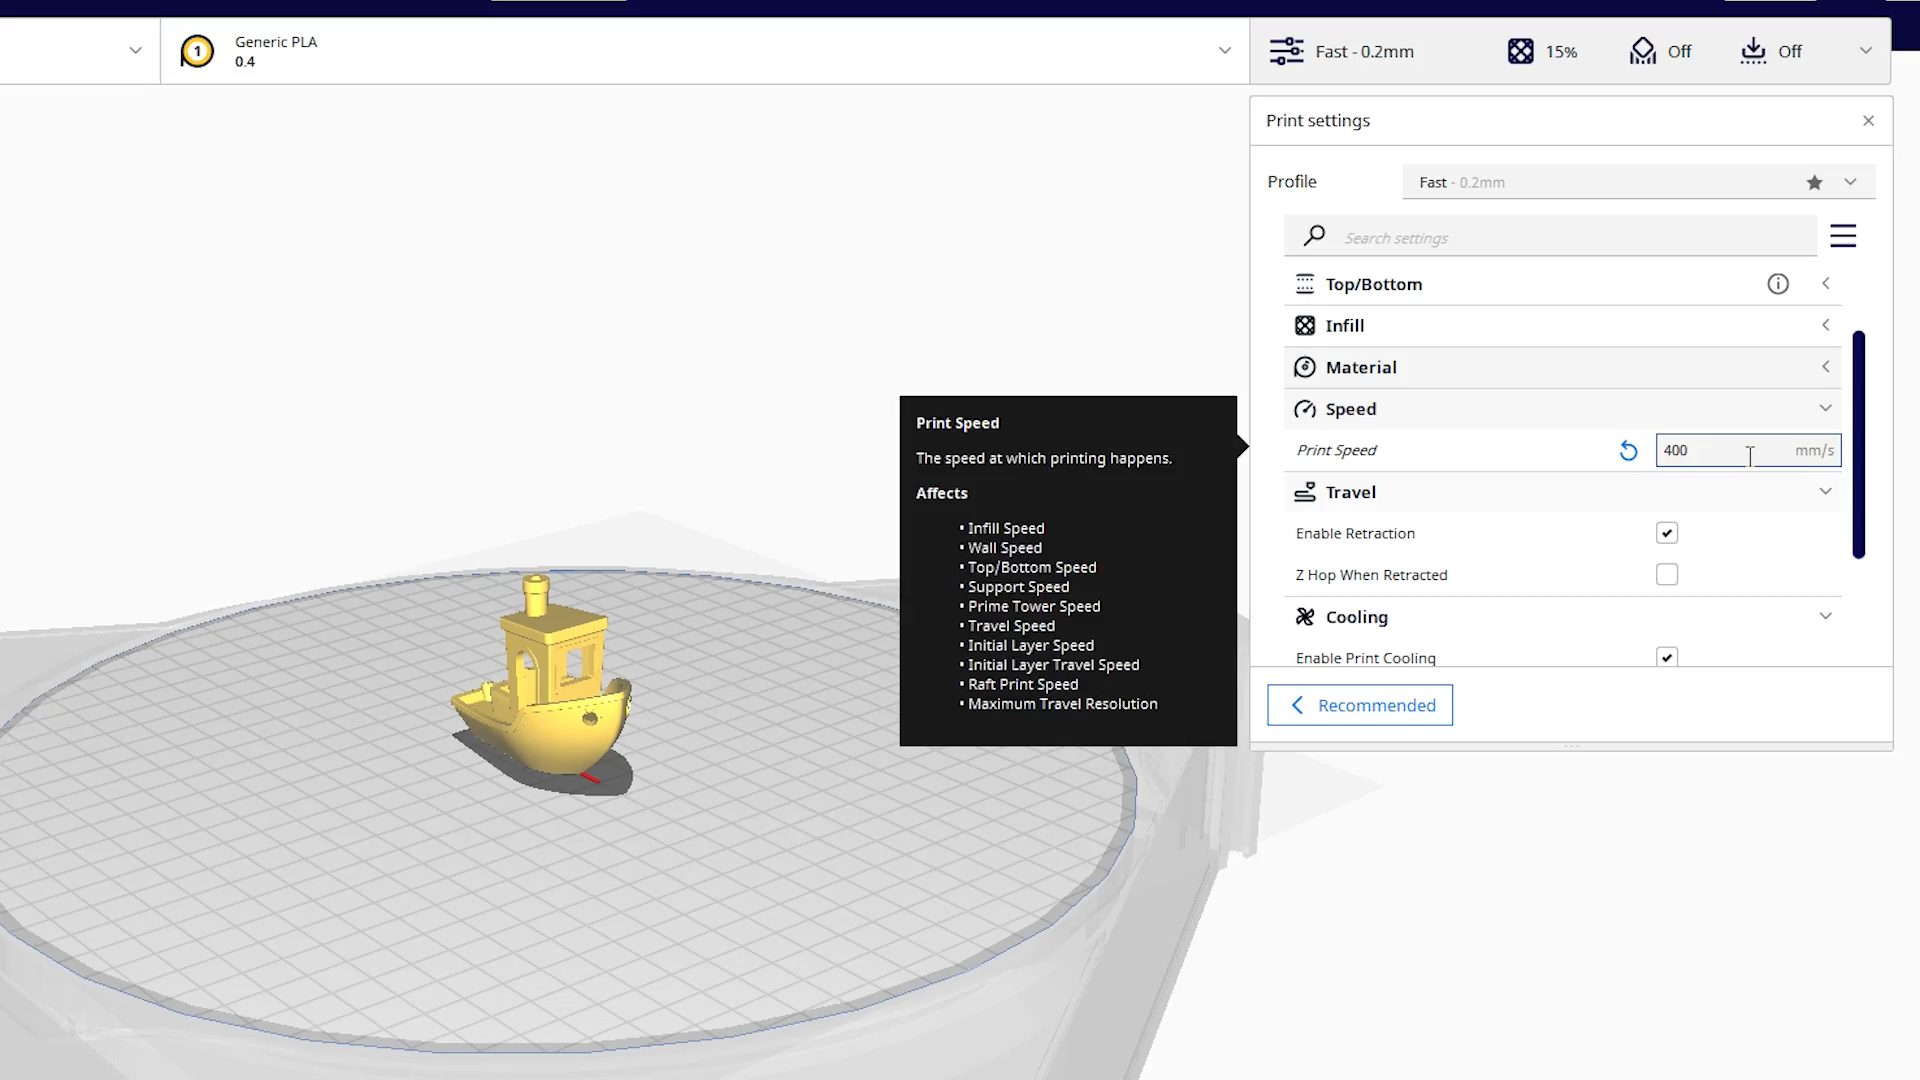 1
Generic PLA
0.4
Fast - 0.2mm
15%
Off
Off
Print settings
Profile
Fast - 0.2mm
Search settings
Top/Bottom
Infill
Material
Speed
Print Speed
400
mm/s
Travel
Enable Retraction
Z Hop When Retracted
Cooling
Enable Print Cooling
Recommended
Print Speed
The speed at which printing happens.
Affects
• Infill Speed
• Wall Speed
• Top/Bottom Speed
• Support Speed
• Prime Tower Speed
• Travel Speed
• Initial Layer Speed
• Initial Layer Travel Speed
• Raft Print Speed
• Maximum Travel Resolution